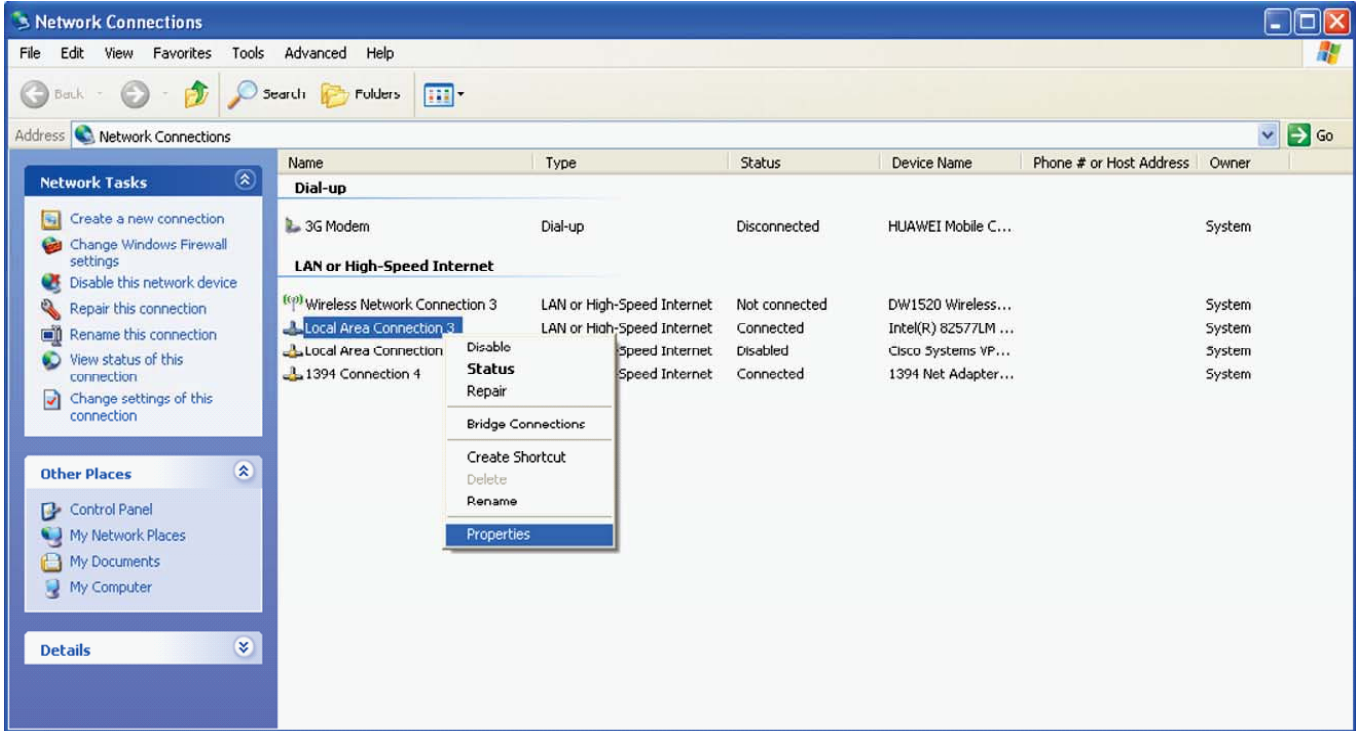 Network Connections
File Edit View Favorites Tools Advanced Help
Back Search Folders
Address Network Connections Go
Network Tasks
Create a new connection
Change Windows Firewall
settings
Disable this network device
Repair this connection
Rename this connection
View status of this
connection
Change settings of this
connection
Other Places
Control Panel
My Network Places
My Documents
My Computer
Details
Name Type Status Device Name Phone # or Host Address Owner
Dial-up
3G Modem Dial-up Disconnected HUAWEI Mobile C... System
LAN or High-Speed Internet
Wireless Network Connection 3 LAN or High-Speed Internet Not connected DW1520 Wireless... System
Local Area Connection 3 LAN or High-Speed Internet Connected Intel(R) 82577LM ... System
Local Area Connection Speed Internet Disabled Cisco Systems VP... System
1394 Connection 4 Speed Internet Connected 1394 Net Adapter... System
Disable
Status
Repair
Bridge Connections
Create Shortcut
Delete
Rename
Properties